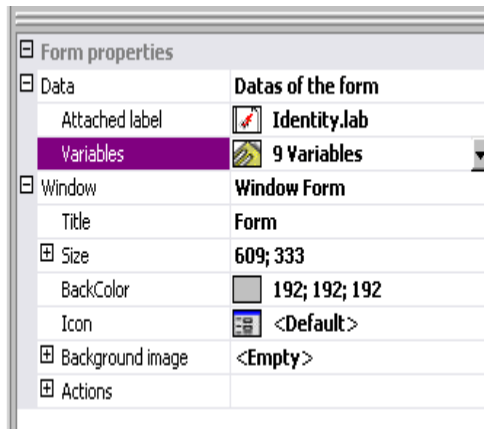 Form properties
Data Datas of the form
Attached label Identity.lab
Variables 9 Variables
Window Window Form
Title Form
Size 609; 333
BackColor 192; 192; 192
Icon <Default>
Background image <Empty>
Actions